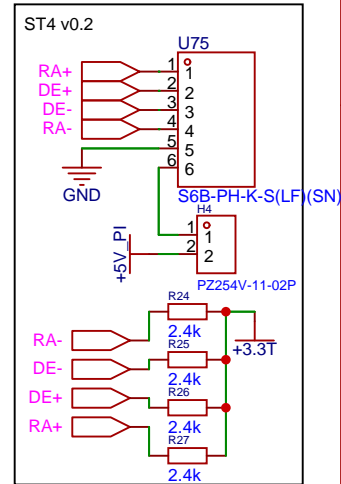 ST4 v0.2
U75
RA+ 1 1
DE+ 2 2
DE- 3 3
RA- 4 4
5 5
6 6
GND
S6B-PH-K-S(LF)(SN)
H4
1 1
2 2
+5V_PI
PZ254V-11-02P
R24
RA- 2.4k
+3.3T
R25
DE- 2.4k
R26
DE+ 2.4k
R27
RA+ 2.4k